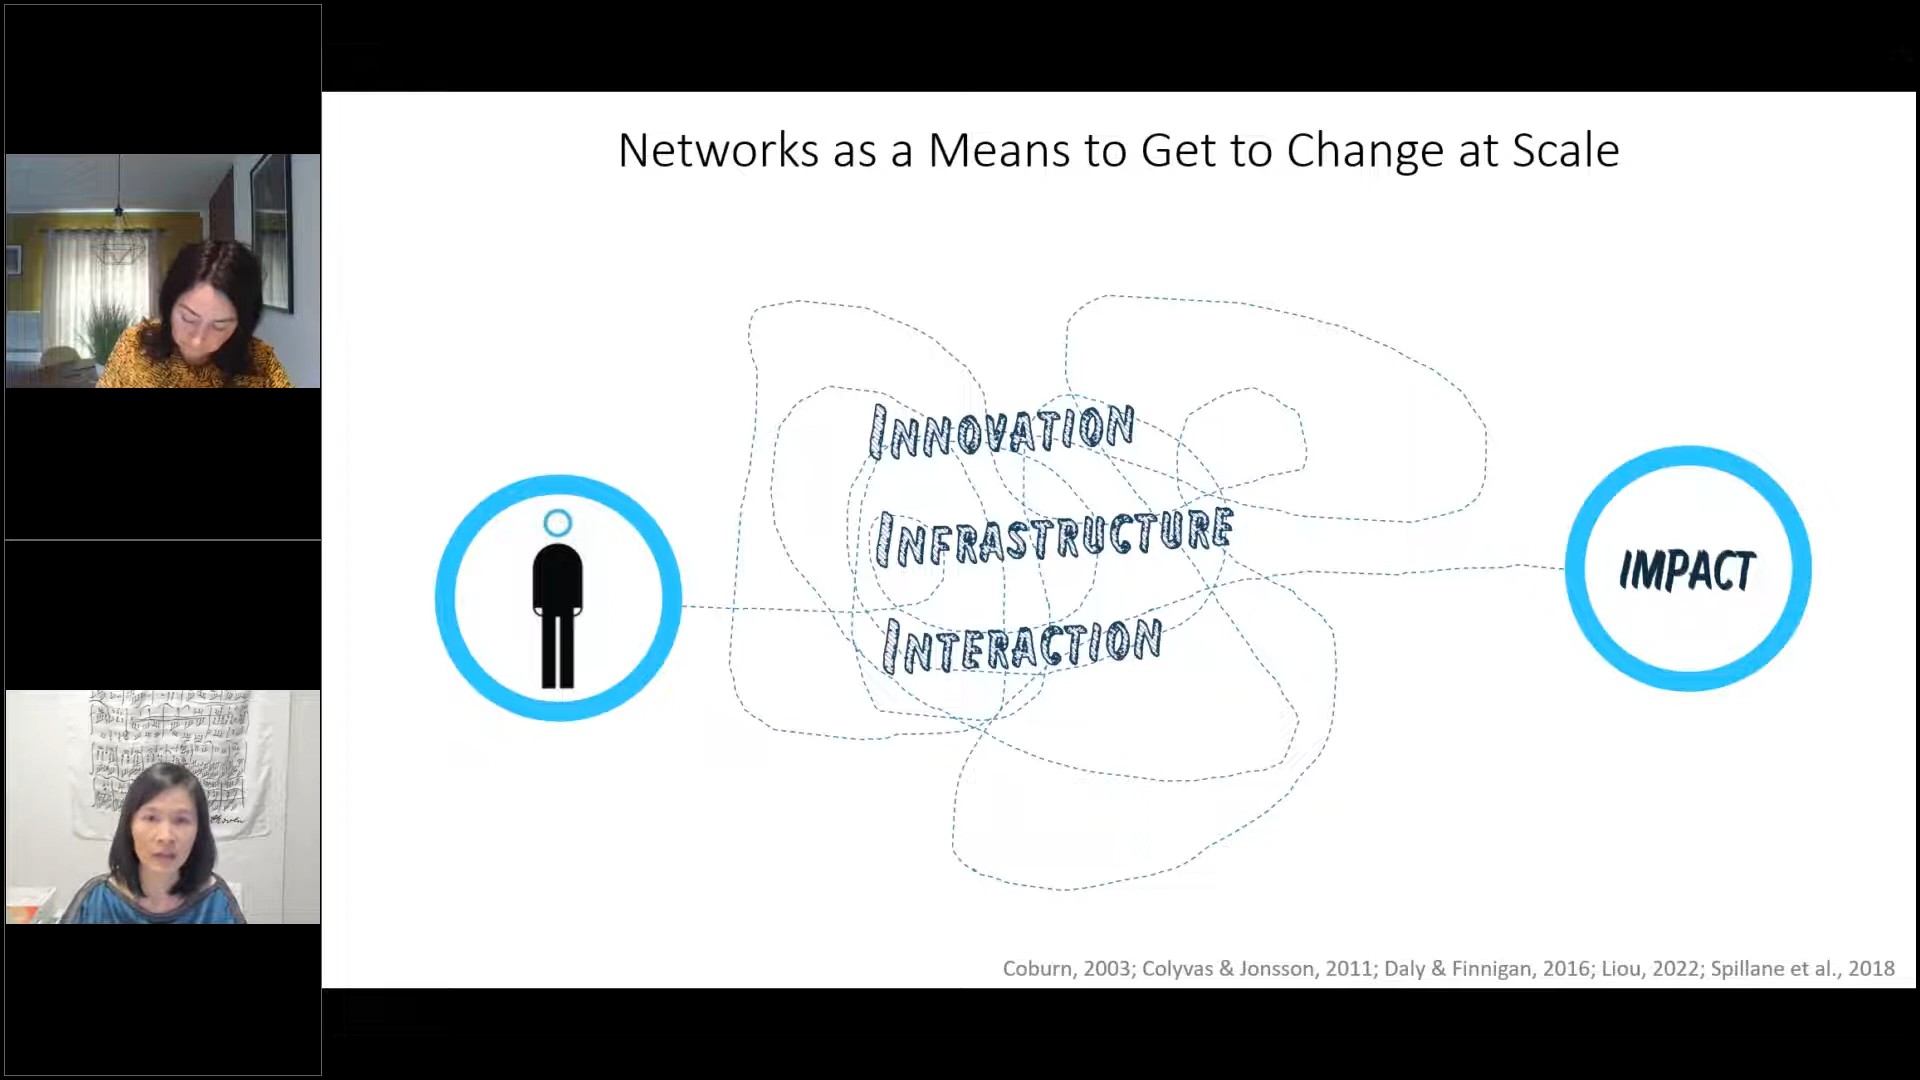 Networks as a Means to Get to Change at Scale
Innovation
Infrastructure
Interaction
IMPACT
Coburn, 2003; Colyvas & Jonsson, 2011; Daly & Finnigan, 2016; Liou, 2022; Spillane et al., 2018